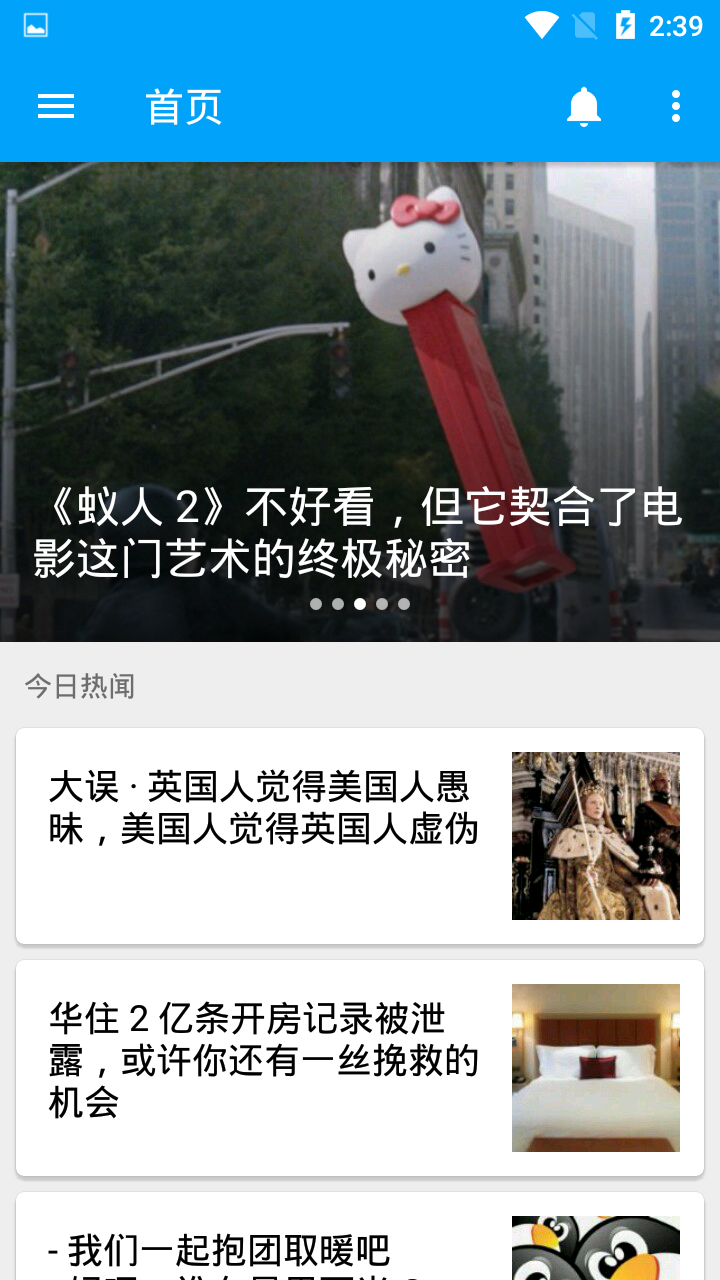 2:39
首页
《蚁人 2》不好看，但它契合了电
影这门艺术的终极秘密
今日热闻
大误 · 英国人觉得美国人愚
昧，美国人觉得英国人虚伪
华住 2 亿条开房记录被泄
露，或许你还有一丝挽救的
机会
- 我们一起抱团取暖吧